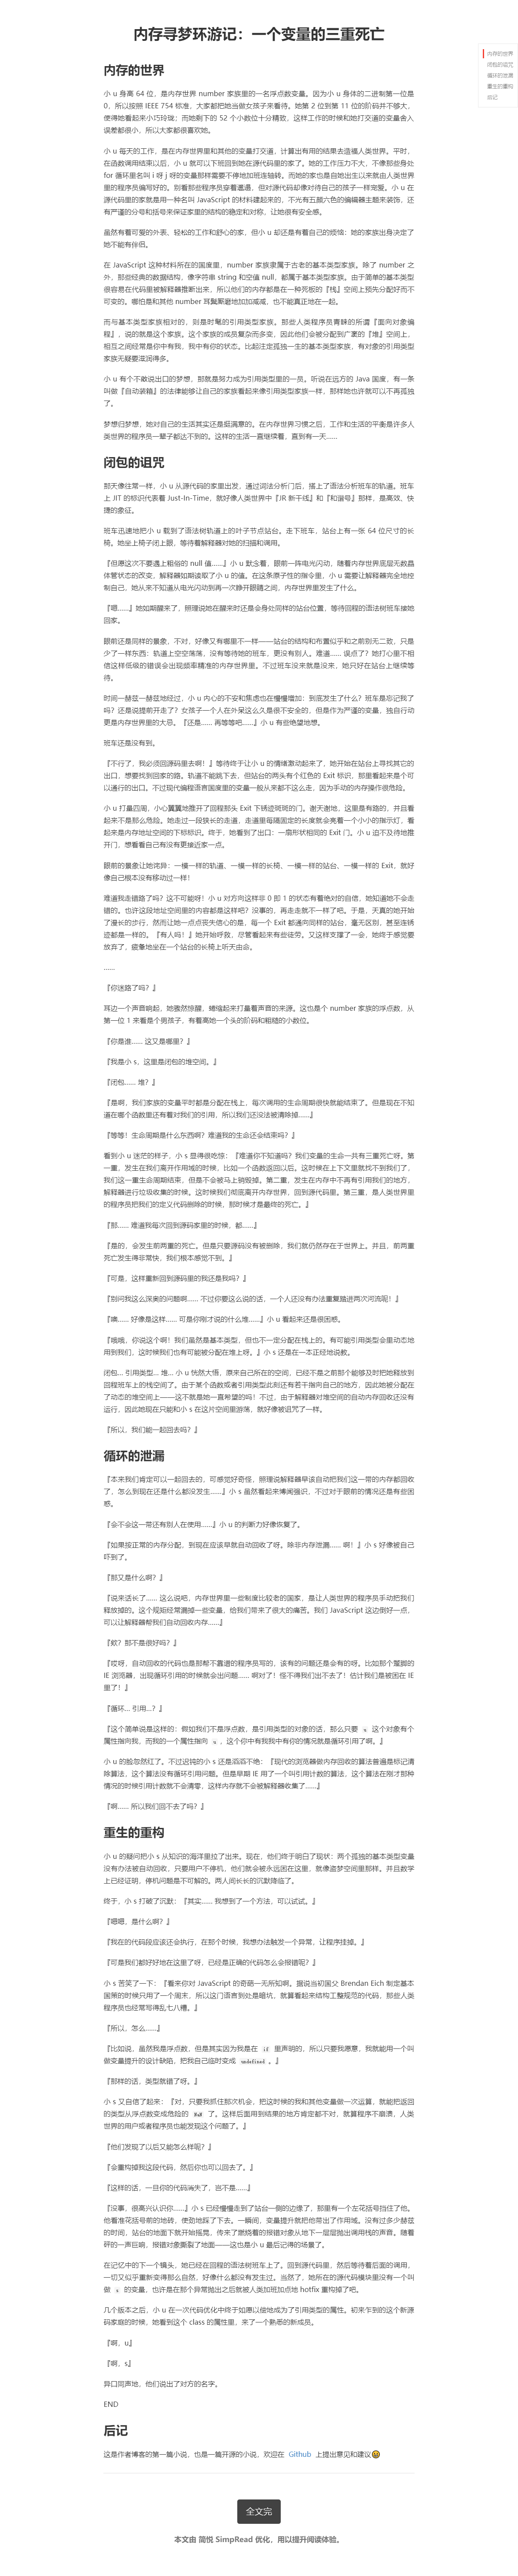 内存寻梦环游记：一个变量的三重死亡
内存的世界
闭包的诅咒
循环的泄漏
重生的重构
后记
内存的世界
小 u 身高 64 位，是内存世界 number 家族里的一名浮点数变量。因为小 u 身体的二进制第一位是
0，所以按照 IEEE 754 标准，大家都把她当做女孩子来看待。她第 2 位到第 11 位的阶码并不够大，
使得她看起来小巧玲珑；而她剩下的 52 个小数位十分精致，这样工作的时候和她打交道的变量舍入
误差都很小，所以大家都很喜欢她。
小 u 每天的工作，是在内存世界里和其他的变量打交道，计算出有用的结果去造福人类世界。平时，
在函数调用结束以后，小 u 就可以下班回到她在源代码里的家了。她的工作压力不大，不像那些身处
for 循环里名叫 i 呀 j 呀的变量那样需要不停地加班连轴转。而她的家也是自她出生以来就由人类世界
里的程序员编写好的。别看那些程序员穿着邋遢，但对源代码却像对待自己的孩子一样宠爱。小 u 在
源代码里的家就是用一种名叫 JavaScript 的材料建起来的，不光有五颜六色的编辑器主题来装饰，还
有严谨的分号和括号来保证家里的结构的稳定和对称，让她很有安全感。
虽然有着可爱的外表、轻松的工作和舒心的家，但小 u 却还是有着自己的烦恼：她的家族出身决定了
她不能有伴侣。
在 JavaScript 这种材料所在的国度里，number 家族隶属于古老的基本类型家族。除了 number 之
外，那些经典的数据结构，像字符串 string 和空值 null，都属于基本类型家族。由于简单的基本类型
很容易在代码里被解释器推断出来，所以他们的内存都是在一种死板的『栈』空间上预先分配好而不
可变的。哪怕是和其他 number 耳鬓厮磨地加加减减，也不能真正地在一起。
而与基本类型家族相对的，则是时髦的引用类型家族。那些人类程序员青睐的所谓『面向对象编
程』，说的就是这个家族。这个家族的成员复杂而多变，因此他们会被分配到广袤的『堆』空间上，
相互之间经常是你中有我，我中有你的状态。比起注定孤独一生的基本类型家族，有对象的引用类型
家族无疑要滋润得多。
小 u 有个不敢说出口的梦想，那就是努力成为引用类型里的一员。听说在远方的 Java 国度，有一条
叫做『自动装箱』的法律能够让自己的家族看起来像引用类型家族一样，那样她也许就可以不再孤独
了。
梦想归梦想，她对自己的生活其实还是挺满意的。在内存世界习惯之后，工作和生活的平衡是许多人
类世界的程序员一辈子都达不到的。这样的生活一直继续着，直到有一天……
闭包的诅咒
那天像往常一样，小 u 从源代码的家里出发，通过词法分析门后，搭上了语法分析班车的轨道。班车
上 JIT 的标识代表着 Just-In-Time，就好像人类世界中『JR 新干线』和『和谐号』那样，是高效、快
捷的象征。
班车迅速地把小 u 载到了语法树轨道上的叶子节点站台。走下班车，站台上有一张 64 位尺寸的长
椅。她坐上椅子闭上眼，等待着解释器对她的扫描和调用。
『但愿这次不要遇上粗俗的 null 值……』小 u 默念着，眼前一阵电光闪动，随着内存世界底层无数晶
体管状态的改变，解释器如期读取了小 u 的值。在这条原子性的指令里，小 u 需要让解释器完全地控
制自己，她从来不知道从电光闪动到再一次睁开眼睛之间，内存世界里发生了什么。
『嗯……』她如期醒来了，照理说她在醒来时还是会身处同样的站台位置，等待回程的语法树班车接她
回家。
眼前还是同样的景象，不对，好像又有哪里不一样——站台的结构和布置似乎和之前别无二致，只是
少了一样东西：轨道上空空荡荡，没有等待她的班车，更没有别人。难道…… 误点了？她打心里不相
信这样低级的错误会出现频率精准的内存世界里。不过班车没来就是没来，她只好在站台上继续等
待。
时间一赫兹一赫兹地经过，小 u 内心的不安和焦虑也在慢慢增加：到底发生了什么？班车是忘记我了
吗？还是说提前开走了？女孩子一个人在外呆这么久是很不安全的，但是作为严谨的变量，独自行动
更是内存世界里的大忌。『还是…… 再等等吧……』小 u 有些绝望地想。
班车还是没有到。
『不行了，我必须回源码里去啊！』等待终于让小 u 的情绪激动起来了，她开始在站台上寻找其它的
出口，想要找到回家的路。轨道不能跳下去，但站台的两头有个红色的 Exit 标识，那里看起来是个可
以通行的出口。不过现代编程语言国度里的变量一般从来都不这么走，因为手动的内存操作很危险。
小 u 打量四周，小心翼翼地推开了回程那头 Exit 下锈迹斑斑的门。谢天谢地，这里是有路的，并且看
起来不是那么危险。她走过一段狭长的走道，走道里每隔固定的长度就会亮着一个小小的指示灯，看
起来是内存地址空间的下标标识。终于，她看到了出口：一扇形状相同的 Exit 门。小 u 迫不及待地推
开门，想看看自己有没有更接近家一点。
眼前的景象让她诧异：一模一样的轨道、一模一样的长椅、一模一样的站台、一模一样的 Exit，就好
像自己根本没有移动过一样！
难道我走错路了吗？这不可能呀！小 u 对方向这样非 0 即 1 的状态有着绝对的自信，她知道她不会走
错的。也许这段地址空间里的内容都是这样吧？没事的，再走走就不一样了吧。于是，天真的她开始
了漫长的步行，然而让她一点点丧失信心的是，每一个 Exit 都通向同样的站台，毫无区别，甚至连锈
迹都是一样的。『有人吗！』她开始呼救，尽管看起来有些徒劳。又这样支撑了一会，她终于感觉要
放弃了，疲惫地坐在一个站台的长椅上听天由命。
……
『你迷路了吗？』
耳边一个声音响起，她骤然惊醒，蜷缩起来打量着声音的来源。这也是个 number 家族的浮点数，从
第一位 1 来看是个男孩子，有着高她一个头的阶码和粗糙的小数位。
『你是谁…… 这又是哪里？』
『我是小 s，这里是闭包的堆空间。』
『闭包…… 堆？』
『是啊，我们家族的变量平时都是分配在栈上，每次调用的生命周期很快就能结束了。但是现在不知
道在哪个函数里还有着对我们的引用，所以我们还没法被清除掉……』
『等等！生命周期是什么东西啊？难道我的生命还会结束吗？』
看到小 u 迷茫的样子，小 s 显得很吃惊：『难道你不知道吗？我们变量的生命一共有三重死亡呀。第
一重，发生在我们离开作用域的时候，比如一个函数返回以后。这时候在上下文里就找不到我们了，
我们这一重生命周期结束，但是不会被马上销毁掉。第二重，发生在内存中不再有引用我们的地方，
解释器进行垃圾收集的时候。这时候我们彻底离开内存世界，回到源代码里。第三重，是人类世界里
的程序员把我们的定义代码删除的时候，那时候才是最终的死亡。』
『那…… 难道我每次回到源码家里的时候，都……』
『是的，会发生前两重的死亡。但是只要源码没有被删除，我们就仍然存在于世界上。并且，前两重
死亡发生得非常快，我们根本感觉不到。』
『可是，这样重新回到源码里的我还是我吗？』
『别问我这么深奥的问题啊…… 不过你要这么说的话，一个人还没有办法重复踏进两次河流呢！』
『噢…… 好像是这样…… 可是你刚才说的什么堆……』小 u 看起来还是很困惑。
『哦哦，你说这个啊！我们虽然是基本类型，但也不一定分配在栈上的。有可能引用类型会里动态地
用到我们，这时候我们也有可能被分配在堆上呀。』小 s 还是在一本正经地说教。
闭包… 引用类型… 堆… 小 u 恍然大悟，原来自己所在的空间，已经不是之前那个能够及时把她释放到
回程班车上的栈空间了。由于某个函数或者引用类型此刻还有若干指向自己的地方，因此她被分配在
了动态的堆空间上——这不就是她一直希望的吗！不过，由于解释器对堆空间的自动内存回收还没有
运行，因此她现在只能和小 s 在这片空间里游荡，就好像被诅咒了一样。
『所以，我们能一起回去吗？』
循环的泄漏
『本来我们肯定可以一起回去的，可感觉好奇怪，照理说解释器早该自动把我们这一带的内存都回收
了，怎么到现在还是什么都没发生……』小 s 虽然看起来博闻强识，不过对于眼前的情况还是有些困
惑。
『会不会这一带还有别人在使用……』小 u 的判断力好像恢复了。
『如果按正常的内存分配，到现在应该早就自动回收了呀。除非内存泄漏…… 啊！』小 s 好像被自己
吓到了。
『那又是什么啊？』
『说来话长了…… 这么说吧，内存世界里一些制度比较老的国家，是让人类世界的程序员手动把我们
释放掉的。这个规矩经常漏掉一些变量，给我们带来了很大的痛苦。我们 JavaScript 这边倒好一点，
可以让解释器帮我们自动回收内存……』
『欸？那不是很好吗？』
『哎呀，自动回收的代码也是那帮不靠谱的程序员写的，该有的问题还是会有的呀。比如那个蹩脚的
IE 浏览器，出现循环引用的时候就会出问题…… 啊对了！怪不得我们出不去了！估计我们是被困在 IE
里了！』
『循环… 引用…？』
『这个简单说是这样的：假如我们不是浮点数，是引用类型的对象的话，那么只要 s 这个对象有个
属性指向我，而我的一个属性指向 s ，这个你中有我我中有你的情况就是循环引用了啊。』
小 u 的脸忽然红了。不过迟钝的小 s 还是滔滔不绝：『现代的浏览器做内存回收的算法普遍是标记清
除算法，这个算法没有循环引用问题。但是早期 IE 用了一个叫引用计数的算法，这个算法在刚才那种
情况的时候引用计数就不会清零，这样内存就不会被解释器收集了……』
『啊…… 所以我们回不去了吗？』
重生的重构
小 u 的疑问把小 s 从知识的海洋里拉了出来。现在，他们终于明白了现状：两个孤独的基本类型变量
没有办法被自动回收，只要用户不停机，他们就会被永远困在这里，就像盗梦空间里那样。并且数学
上已经证明，停机问题是不可解的。两人间长长的沉默降临了。
终于，小 s 打破了沉默：『其实…… 我想到了一个方法，可以试试。』
『嗯嗯，是什么啊？』
『我在的代码段应该还会执行，在那个时候，我想办法触发一个异常，让程序挂掉。』
『可是我们都好好地在这里了呀，已经是正确的代码怎么会报错呢？』
小 s 苦笑了一下：『看来你对 JavaScript 的奇葩一无所知啊。据说当初国父 Brendan Eich 制定基本
国策的时候只用了一个周末，所以这门语言到处是暗坑，就算看起来结构工整规范的代码，那些人类
程序员也经常写得乱七八糟。』
『所以，怎么……』
『比如说，虽然我是浮点数，但是其实因为我是在 if 里声明的，所以只要我愿意，我就能用一个叫
做变量提升的设计缺陷，把我自己临时变成 undefined 。』
『那样的话，类型就错了呀。』
小 s 又自信了起来：『对，只要我抓住那次机会，把这时候的我和其他变量做一次运算，就能把返回
的类型从浮点数变成危险的 NaN 了。这样后面用到结果的地方肯定都不对，就算程序不崩溃，人类
世界的用户或者程序员也能发现这个问题了。』
『他们发现了以后又能怎么样呢？』
『会重构掉我这段代码，然后你也可以回去了。』
『这样的话，一旦你的代码消失了，岂不是……』
『没事，很高兴认识你……』小 s 已经慢慢走到了站台一侧的边缘了，那里有一个左花括号挡住了他。
他看准花括号前的地砖，使劲地踩了下去。一瞬间，变量提升就把他带出了作用域。没有过多少赫兹
的时间，站台的地面下就开始摇晃，传来了燃烧着的报错对象从地下一层层抛出调用栈的声音。随着
砰的一声巨响，报错对象撕裂了地面——这也是小 u 最后记得的场景了。
在记忆中的下一个镜头，她已经在回程的语法树班车上了。回到源代码里，然后等待着后面的调用，
一切又似乎重新变得那么自然，好像什么都没有发生过。当然了，她所在的源代码模块里没有一个叫
做 s 的变量，也许是在那个异常抛出之后就被人类加班加点地 hotfix 重构掉了吧。
几个版本之后，小 u 在一次代码优化中终于如愿以偿地成为了引用类型的属性。初来乍到的这个新源
码家庭的时候，她看到这个 class 的属性里，来了一个熟悉的新成员。
『啊，u』
『啊，s』
异口同声地，他们说出了对方的名字。
END
后记
这是作者博客的第一篇小说，也是一篇开源的小说，欢迎在 Github 上提出意见和建议😆
全文完
本文由 简悦 SimpRead 优化，用以提升阅读体验。